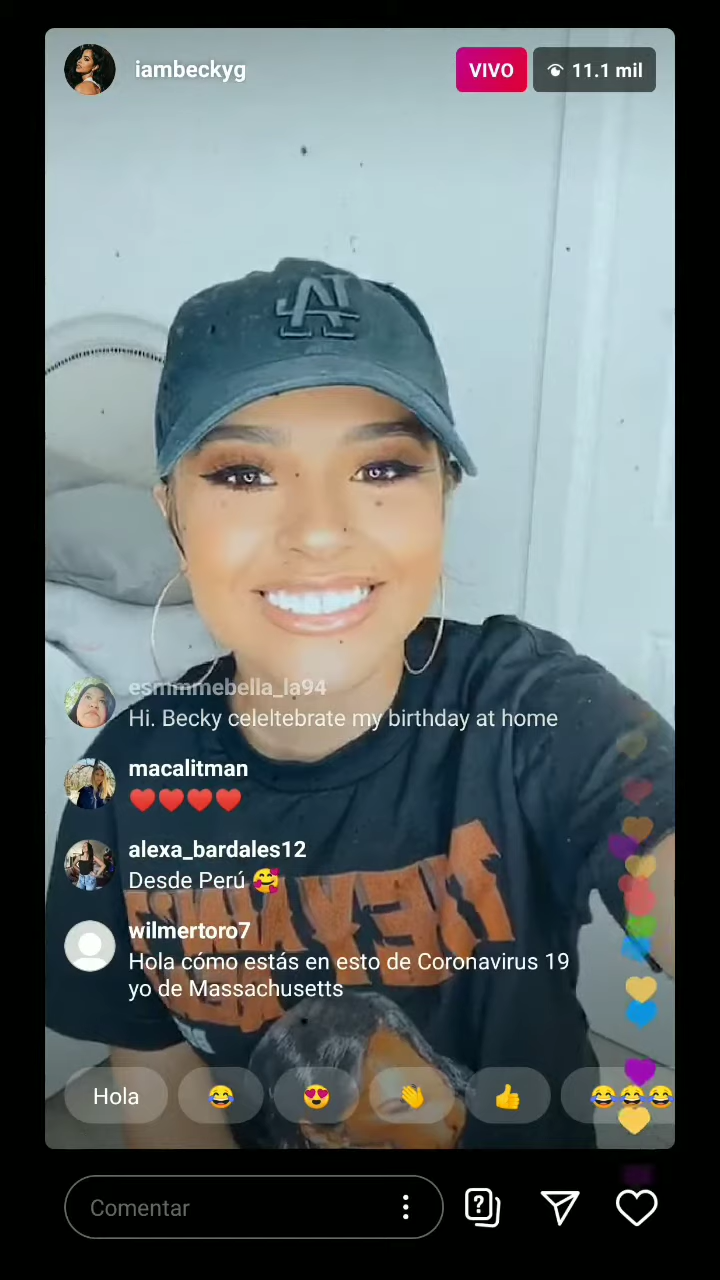 iambeckyg
VIVO
11.1 mil
LA
esmmmebella_la94
Hi. Becky celeltebrate my birthday at home
macalitman
❤️❤️❤️❤️
alexa_bardales12
Desde Perú 🥰
wilmertoro7
Hola cómo estás en esto de Coronavirus 19
yo de Massachusetts
Hola
Comentar